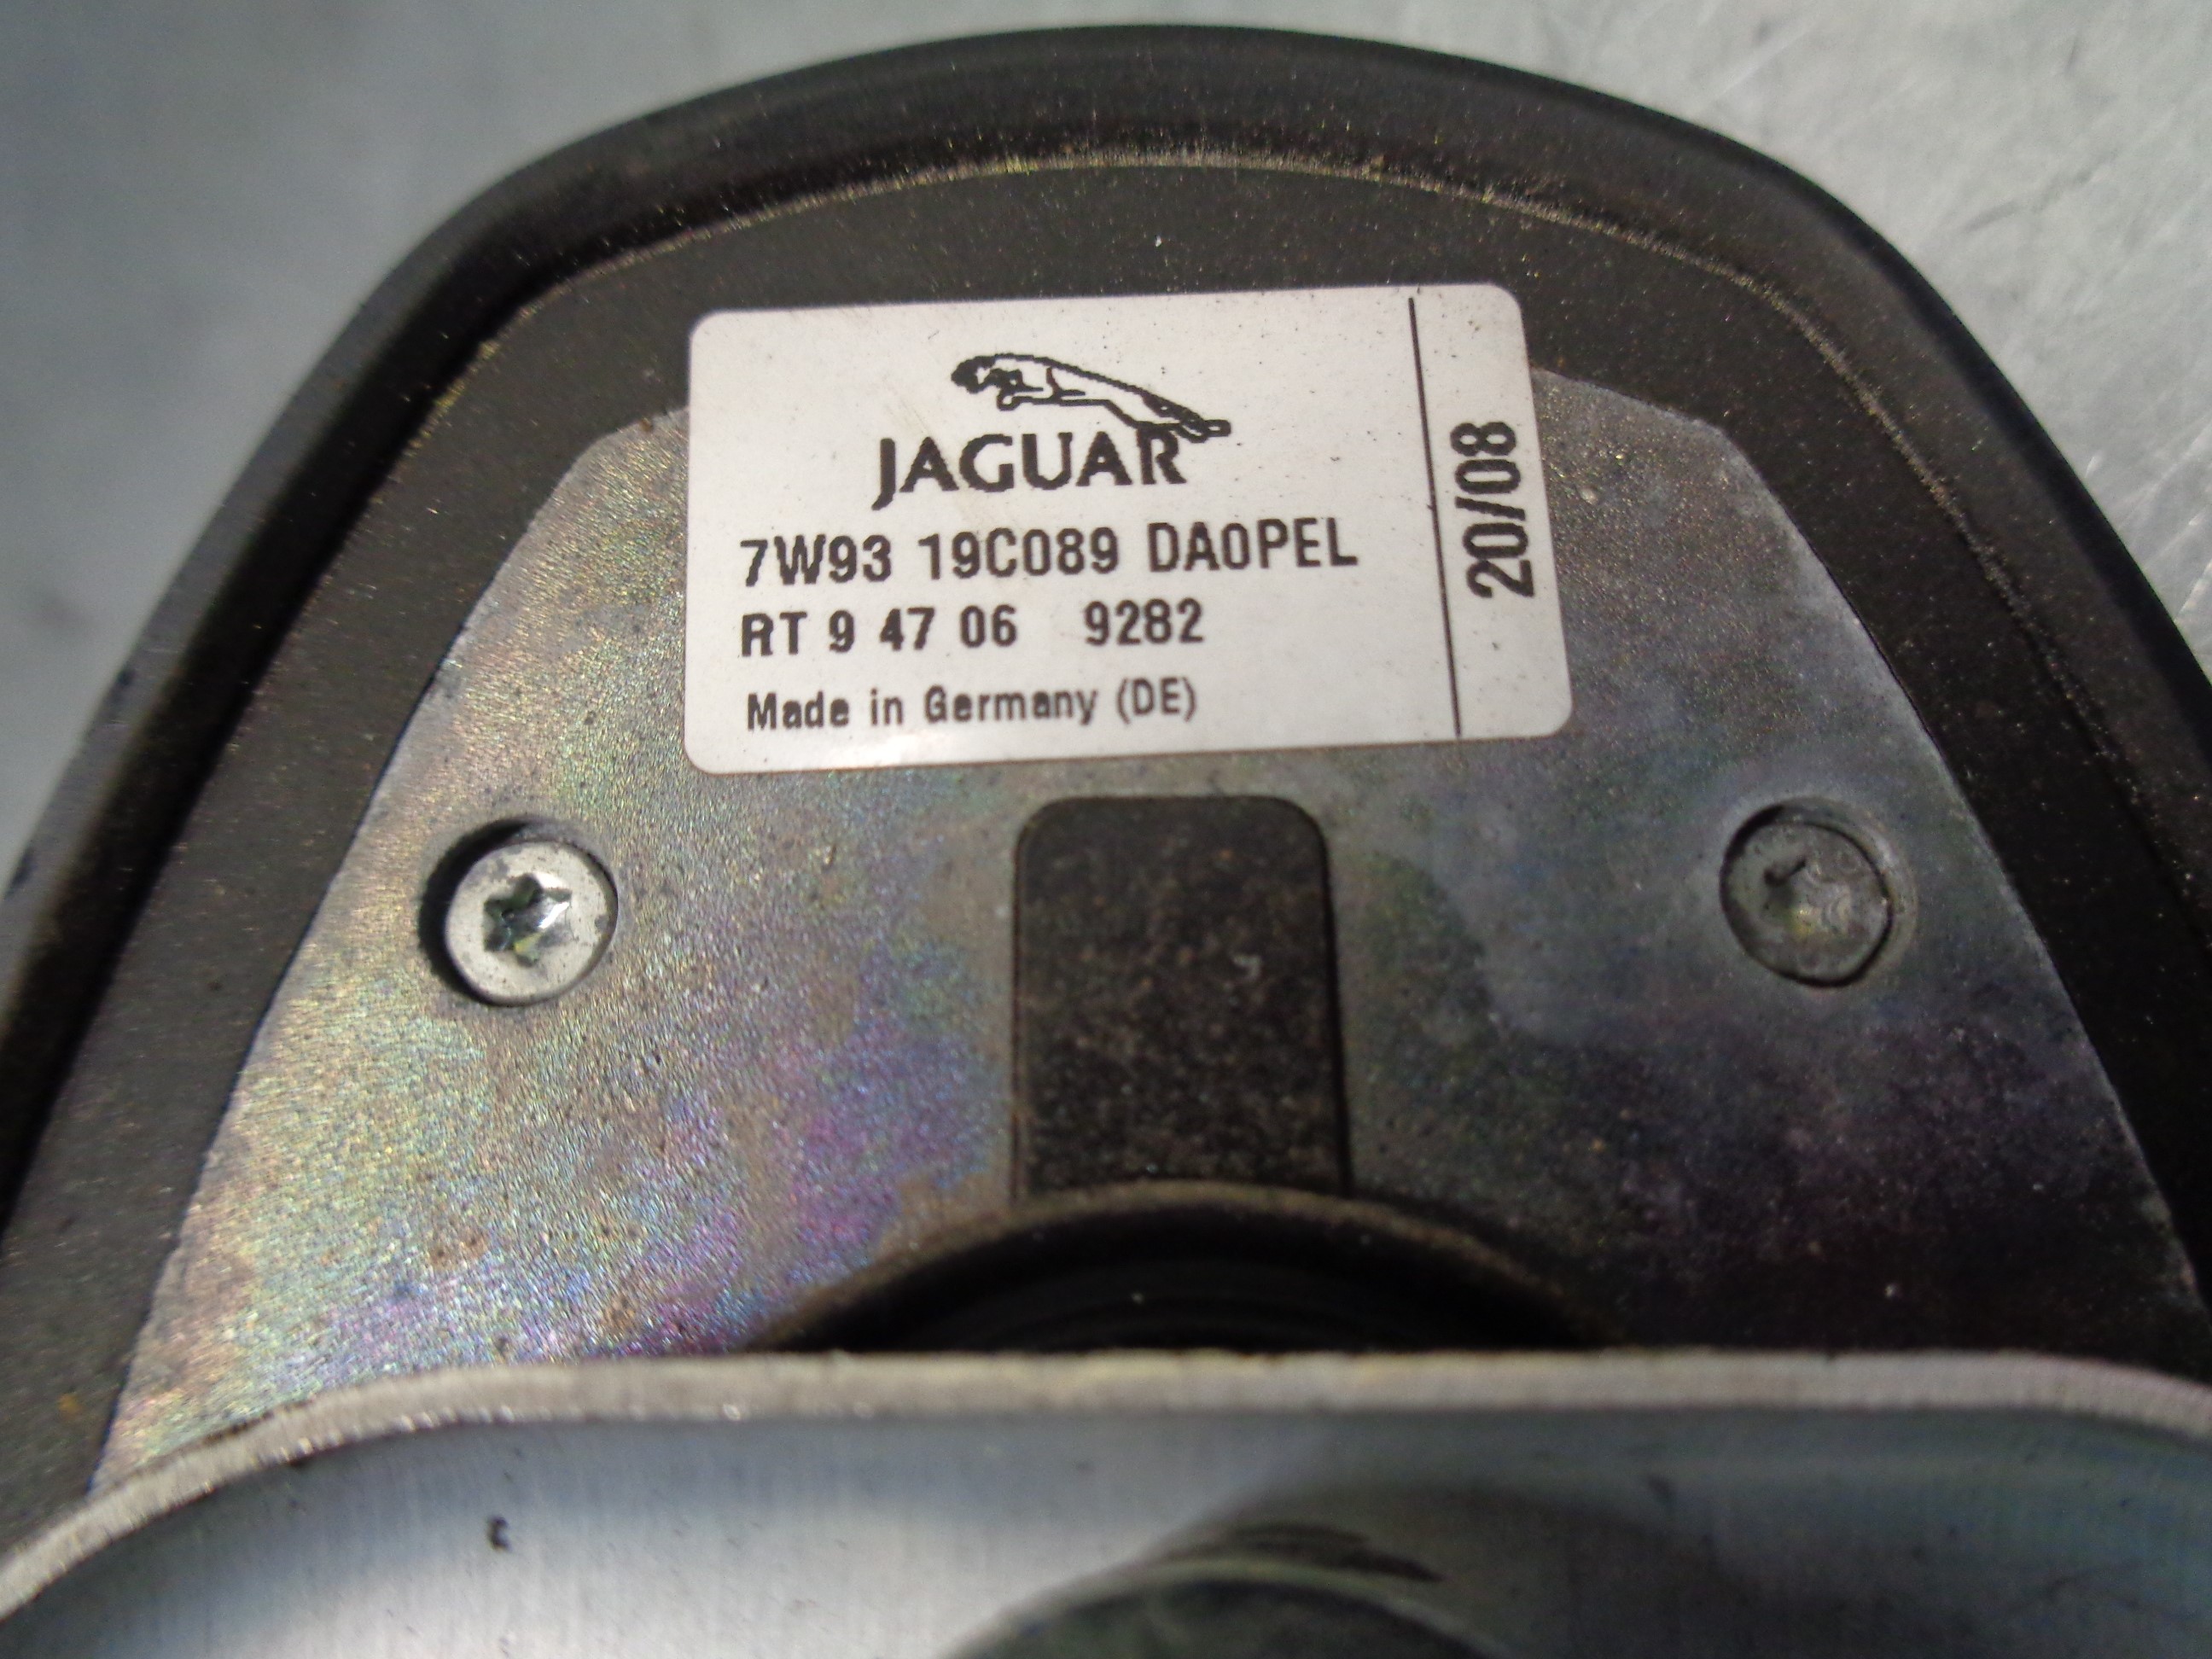 JAGUAR
7W93 19C089 DA0PEL
RT 9 47 06 9282
Made in Germany (DE)
20/08